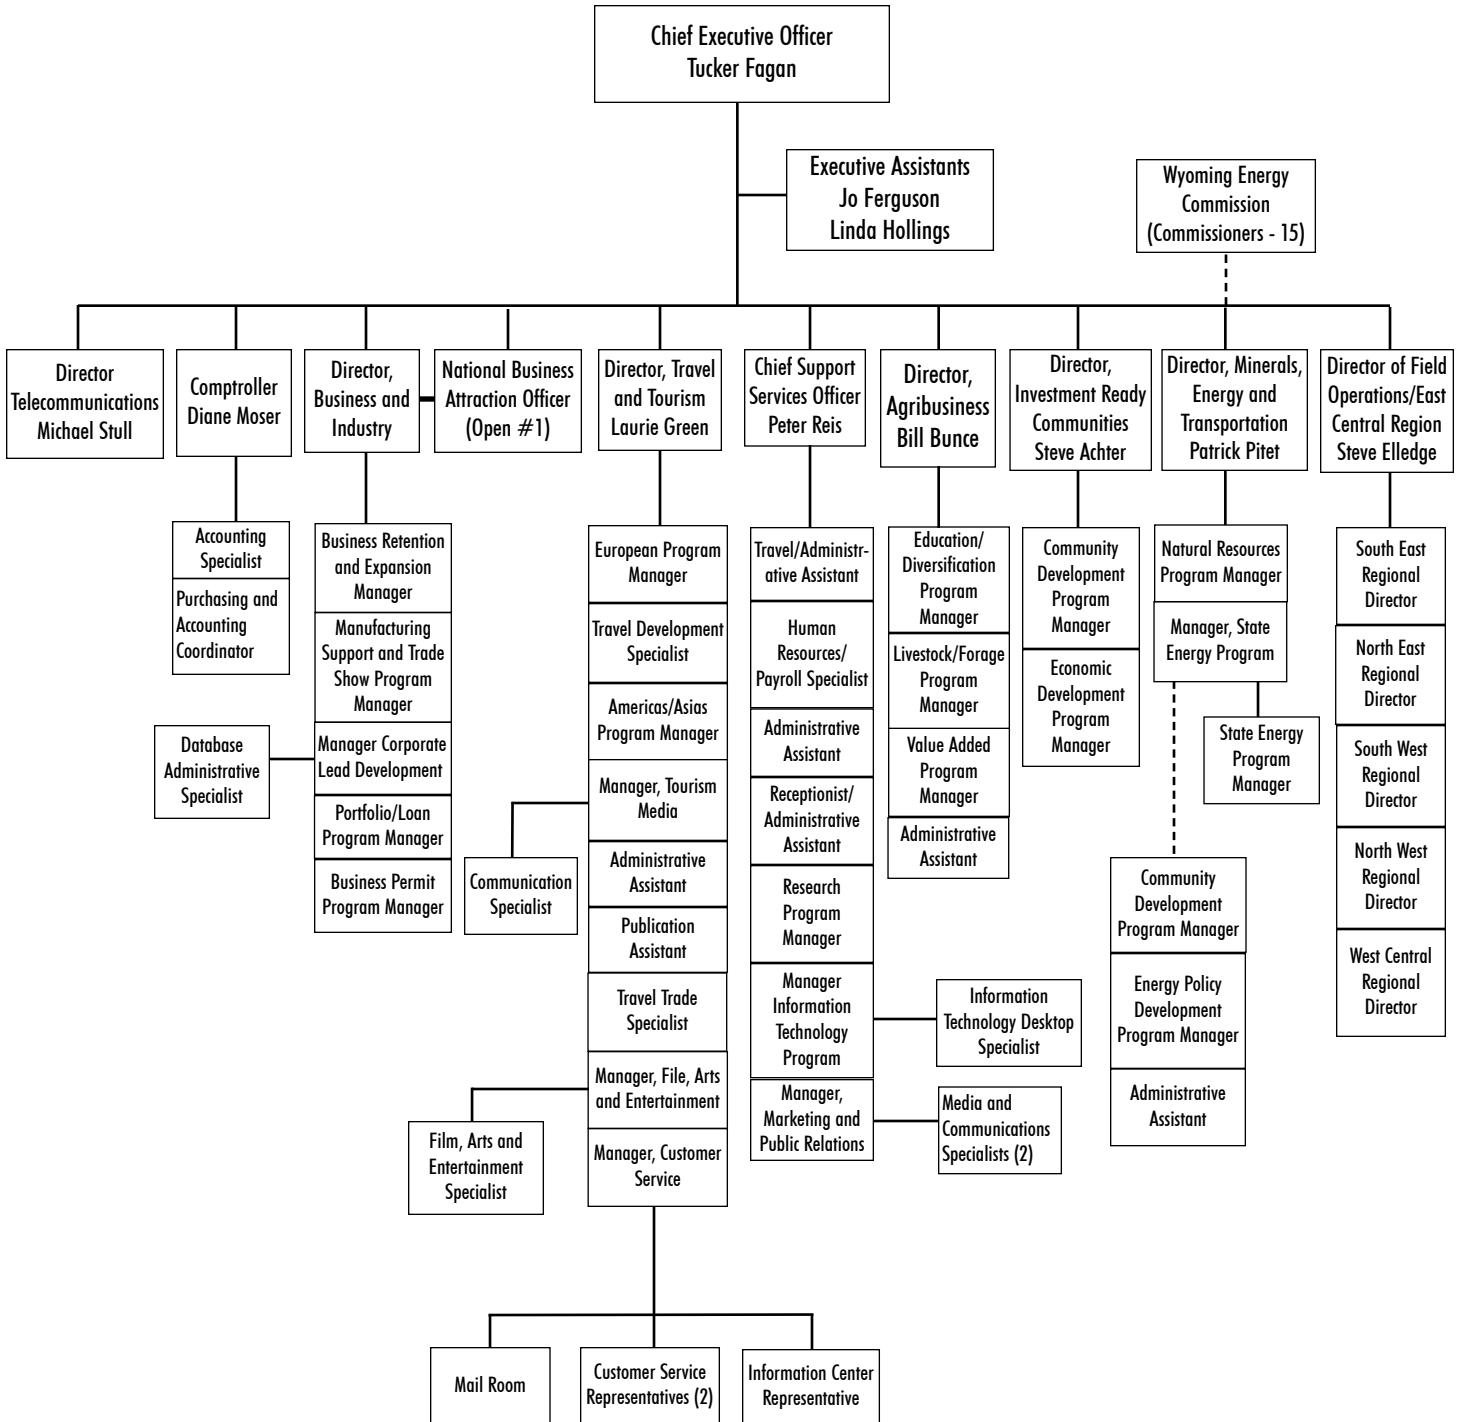 Chief Executive Officer
Tucker Fagan
Executive Assistants
Jo Ferguson
Linda Hollings
Wyoming Energy
Commission
(Commissioners - 15)
Director
Telecommunications
Michael Stull
Comptroller
Diane Moser
Director,
Business and
Industry
National Business
Attraction Officer
(Open #1)
Director, Travel
and Tourism
Laurie Green
Chief Support
Services Officer
Peter Reis
Director,
Agribusiness
Bill Bunce
Director,
Investment Ready
Communities
Steve Achter
Director, Minerals,
Energy and
Transportation
Patrick Pitet
Director of Field
Operations/East
Central Region
Steve Elledge
Accounting
Specialist
Purchasing and
Accounting
Coordinator
Business Retention
and Expansion
Manager
Manufacturing
Support and Trade
Show Program
Manager
Manager Corporate
Lead Development
Portfolio/Loan
Program Manager
Business Permit
Program Manager
Database
Administrative
Specialist
European Program
Manager
Travel Development
Specialist
Americas/Asias
Program Manager
Manager, Tourism
Media
Administrative
Assistant
Publication
Assistant
Travel Trade
Specialist
Manager, File, Arts
and Entertainment
Manager, Customer
Service
Communication
Specialist
Film, Arts and
Entertainment
Specialist
Mail Room
Customer Service
Representatives (2)
Information Center
Representative
Travel/Administr-
ative Assistant
Human
Resources/
Payroll Specialist
Administrative
Assistant
Receptionist/
Administrative
Assistant
Research
Program
Manager
Manager
Information
Technology
Program
Manager,
Marketing and
Public Relations
Information
Technology Desktop
Specialist
Media and
Communications
Specialists (2)
Education/
Diversification
Program
Manager
Livestock/Forage
Program
Manager
Value Added
Program
Manager
Administrative
Assistant
Community
Development
Program
Manager
Economic
Development
Program
Manager
Natural Resources
Program Manager
Manager, State
Energy Program
State Energy
Program
Manager
Community
Development
Program Manager
Energy Policy
Development
Program Manager
Administrative
Assistant
South East
Regional
Director
North East
Regional
Director
South West
Regional
Director
North West
Regional
Director
West Central
Regional
Director